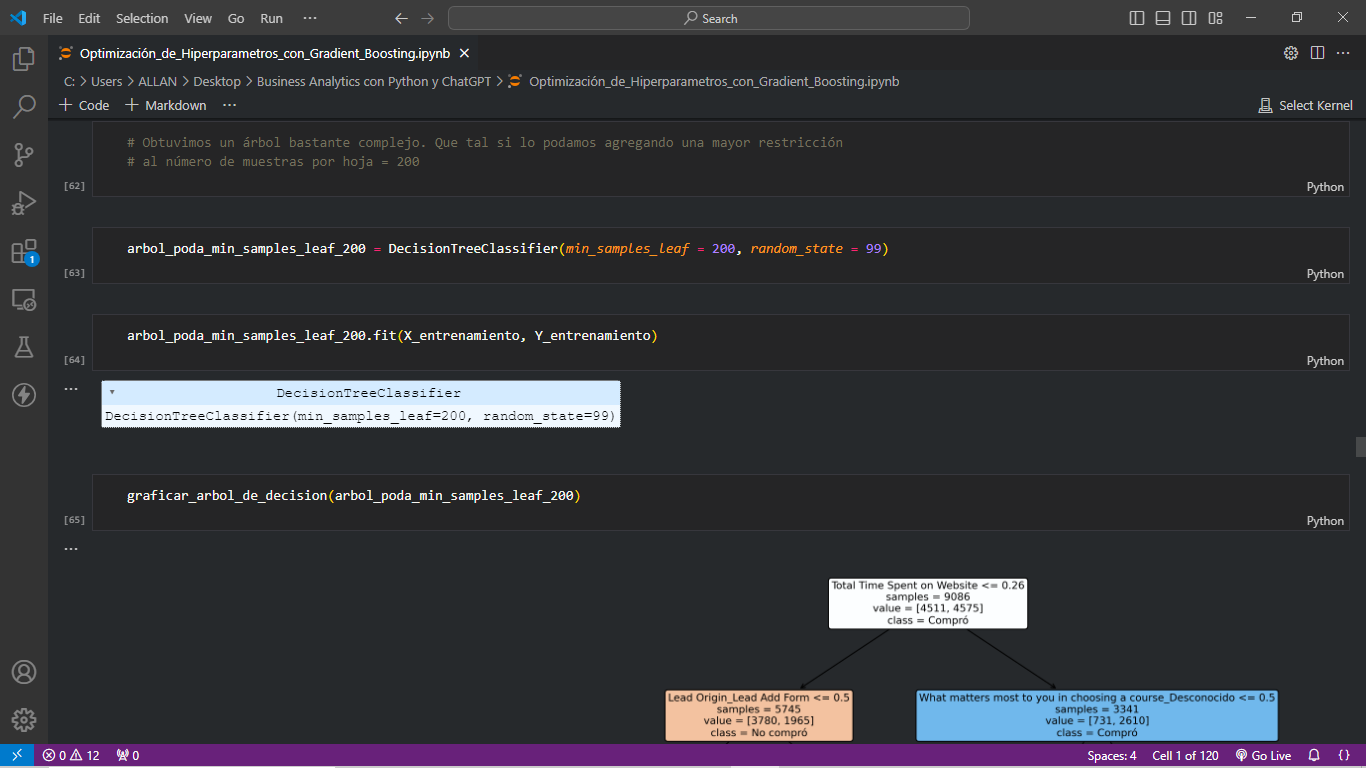 File Edit Selection View Go Run ···
Search
Optimización_de_Hiperparametros_con_Gradient_Boosting.ipynb
C: > Users > ALLAN > Desktop > Business Analytics con Python y ChatGPT > Optimización_de_Hiperparametros_con_Gradient_Boosting.ipynb
+ Code + Markdown ···
Select Kernel
# Obtuvimos un árbol bastante complejo. Que tal si lo podamos agregando una mayor restricción
# al número de muestras por hoja = 200
[62]
Python
arbol_poda_min_samples_leaf_200 = DecisionTreeClassifier(min_samples_leaf = 200, random_state = 99)
[63]
Python
arbol_poda_min_samples_leaf_200.fit(X_entrenamiento, Y_entrenamiento)
[64]
Python
...
DecisionTreeClassifier
DecisionTreeClassifier(min_samples_leaf=200, random_state=99)
graficar_arbol_de_decision(arbol_poda_min_samples_leaf_200)
[65]
Python
...
Total Time Spent on Website <= 0.26
samples = 9086
value = [4511, 4575]
class = Compró
Lead Origin_Lead Add Form <= 0.5
samples = 5745
value = [3780, 1965]
class = No compró
What matters most to you in choosing a course_Desconocido <= 0.5
samples = 3341
value = [731, 2610]
class = Compró
1
0 12 0
Spaces: 4 Cell 1 of 120 Go Live {}